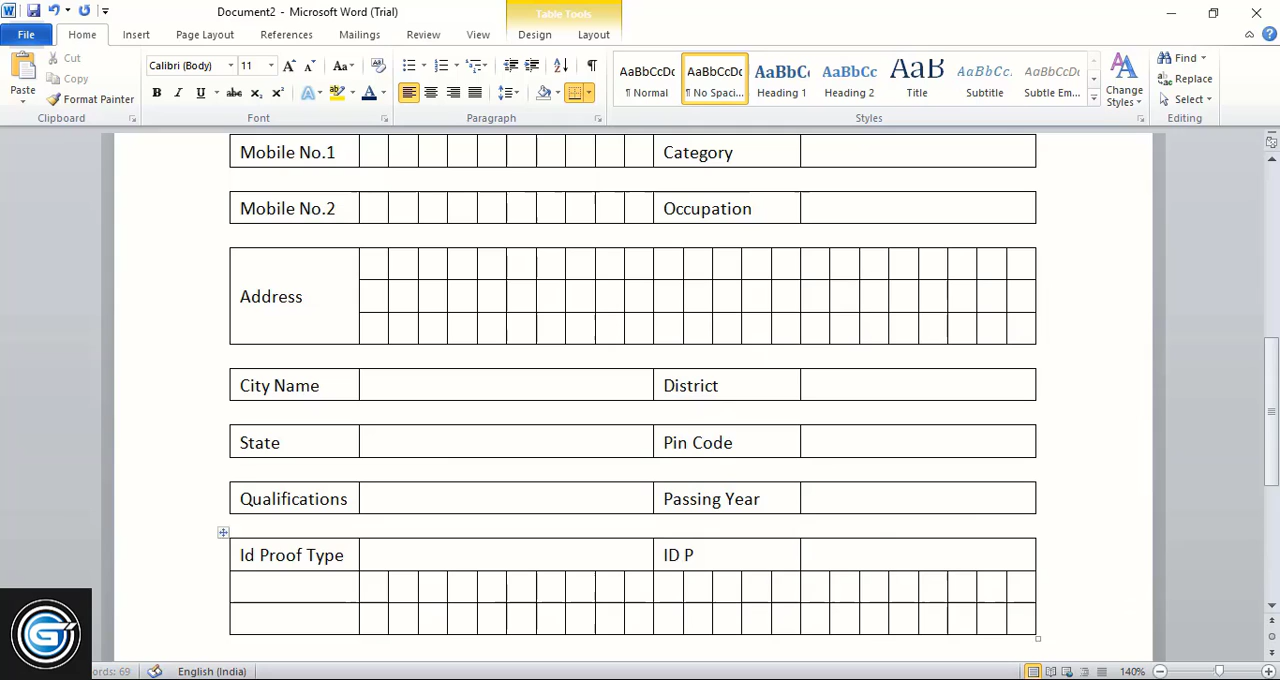 Document2 - Microsoft Word (Trial)
Table Tools
File Home Insert Page Layout References Mailings Review View Design Layout
Paste
Cut
Copy
Format Painter
Clipboard
Calibri (Body) 11
Font
Paragraph
AaBbCcDc AaBbCcDc AaBbCc AaBbCc AaB AaBbCc. AaBbCcDc
¶ Normal ¶ No Spaci... Heading 1 Heading 2 Title Subtitle Subtle Em...
Change
Styles
Styles
Find
Replace
Select
Editing
Mobile No.1 Category
Mobile No.2 Occupation
Address
City Name District
State Pin Code
Qualifications Passing Year
Id Proof Type ID P
ords: 69 English (India) 140%